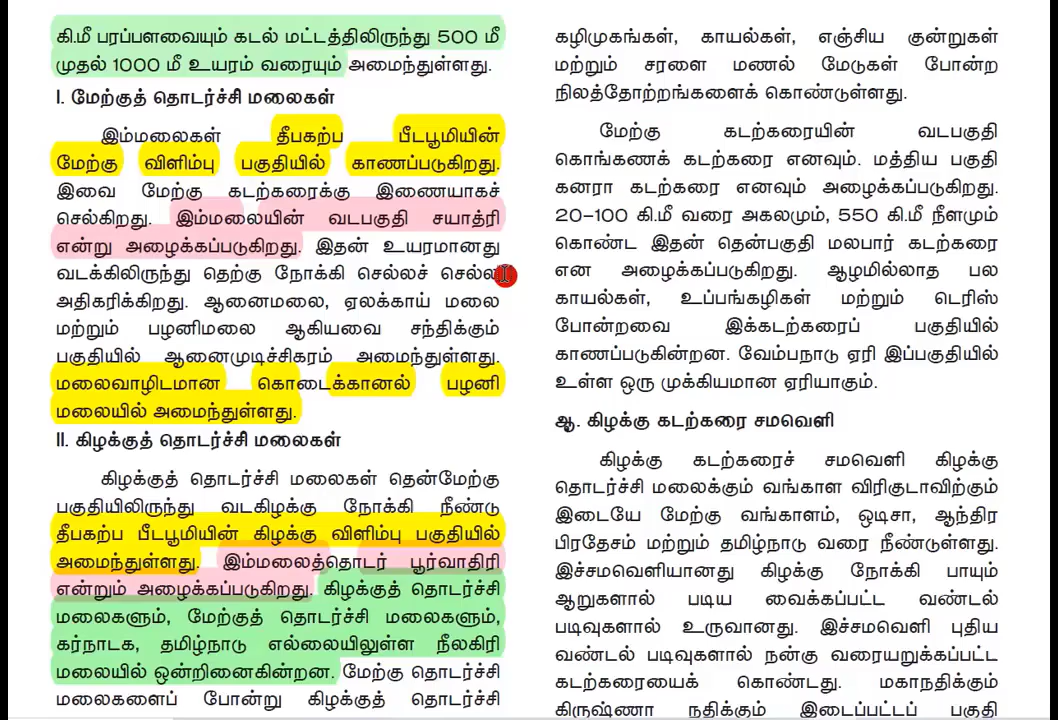 கி.மீ பரப்பளவையும் கடல் மட்டத்திலிருந்து 500 மீ
முதல் 1000 மீ உயரம் வரையும் அமைந்துள்ளது.
I. மேற்குத் தொடர்ச்சி மலைகள்
இம்மலைகள் தீபகற்ப பீடபூமியின்
மேற்கு விளிம்பு பகுதியில் காணப்படுகிறது.
இவை மேற்கு கடற்கரைக்கு இணையாகச்
செல்கிறது. இம்மலையின் வடபகுதி சயாத்ரி
என்று அழைக்கப்படுகிறது. இதன் உயரமானது
வடக்கிலிருந்து தெற்கு நோக்கி செல்லச் செல்ல
அதிகரிக்கிறது. ஆனைமலை, ஏலக்காய் மலை
மற்றும் பழனிமலை ஆகியவை சந்திக்கும்
பகுதியில் ஆனைமுடிச்சிகரம் அமைந்துள்ளது.
மலைவாழிடமான கொடைக்கானல் பழனி
மலையில் அமைந்துள்ளது.
II. கிழக்குத் தொடர்ச்சி மலைகள்
கிழக்குத் தொடர்ச்சி மலைகள் தென்மேற்கு
பகுதியிலிருந்து வடகிழக்கு நோக்கி நீண்டு
தீபகற்ப பீடபூமியின் கிழக்கு விளிம்பு பகுதியில்
அமைந்துள்ளது. இம்மலைத்தொடர் பூர்வாதிரி
என்றும் அழைக்கப்படுகிறது. கிழக்குத் தொடர்ச்சி
மலைகளும், மேற்குத் தொடர்ச்சி மலைகளும்,
கர்நாடக, தமிழ்நாடு எல்லையிலுள்ள நீலகிரி
மலையில் ஒன்றினைகின்றன. மேற்கு தொடர்ச்சி
மலைகளைப் போன்று கிழக்குத் தொடர்ச்சி
கழிமுகங்கள், காயல்கள், எஞ்சிய குன்றுகள்
மற்றும் சரளை மணல் மேடுகள் போன்ற
நிலத்தோற்றங்களைக் கொண்டுள்ளது.
மேற்கு கடற்கரையின் வடபகுதி
கொங்கணக் கடற்கரை எனவும். மத்திய பகுதி
கனரா கடற்கரை எனவும் அழைக்கப்படுகிறது.
20–100 கி.மீ வரை அகலமும், 550 கி.மீ நீளமும்
கொண்ட இதன் தென்பகுதி மலபார் கடற்கரை
என அழைக்கப்படுகிறது. ஆழமில்லாத பல
காயல்கள், உப்பங்கழிகள் மற்றும் டெரிஸ்
போன்றவை இக்கடற்கரைப் பகுதியில்
காணப்படுகின்றன. வேம்பநாடு ஏரி இப்பகுதியில்
உள்ள ஒரு முக்கியமான ஏரியாகும்.
ஆ. கிழக்கு கடற்கரை சமவெளி
கிழக்கு கடற்கரைச் சமவெளி கிழக்கு
தொடர்ச்சி மலைக்கும் வங்காள விரிகுடாவிற்கும்
இடையே மேற்கு வங்காளம், ஒடிசா, ஆந்திர
பிரதேசம் மற்றும் தமிழ்நாடு வரை நீண்டுள்ளது.
இச்சமவெளியானது கிழக்கு நோக்கி பாயும்
ஆறுகளால் படிய வைக்கப்பட்ட வண்டல்
படிவுகளால் உருவானது. இச்சமவெளி புதிய
வண்டல் படிவுகளால் நன்கு வரையறுக்கப்பட்ட
கடற்கரையைக் கொண்டது. மகாநதிக்கும்
கிருஷ்ணா நதிக்கும் இடைப்பட்டப் பகுதி